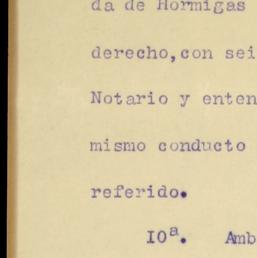 da de Hormigas
derecho,con sei
Notario y enten
mismo conducto
referido.
10ª. Amb